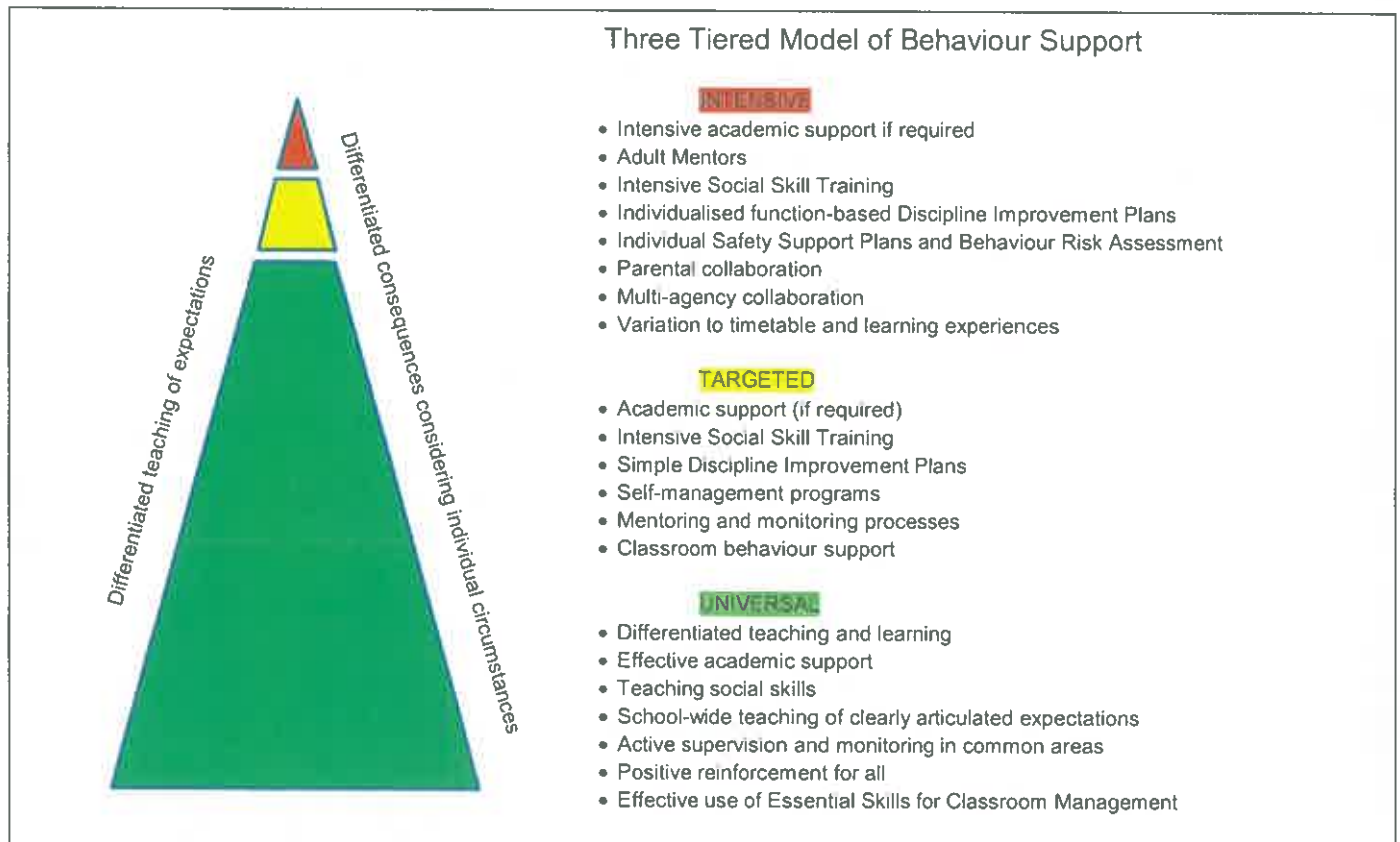 Three Tiered Model of Behaviour Support
INTENSIVE
• Intensive academic support if required
• Adult Mentors
• Intensive Social Skill Training
• Individualised function-based Discipline Improvement Plans
• Individual Safety Support Plans and Behaviour Risk Assessment
• Parental collaboration
• Multi-agency collaboration
• Variation to timetable and learning experiences
TARGETED
• Academic support (if required)
• Intensive Social Skill Training
• Simple Discipline Improvement Plans
• Self-management programs
• Mentoring and monitoring processes
• Classroom behaviour support
UNIVERSAL
• Differentiated teaching and learning
• Effective academic support
• Teaching social skills
• School-wide teaching of clearly articulated expectations
• Active supervision and monitoring in common areas
• Positive reinforcement for all
• Effective use of Essential Skills for Classroom Management
Differentiated teaching of expectations
Differentiated consequences considering individual circumstances